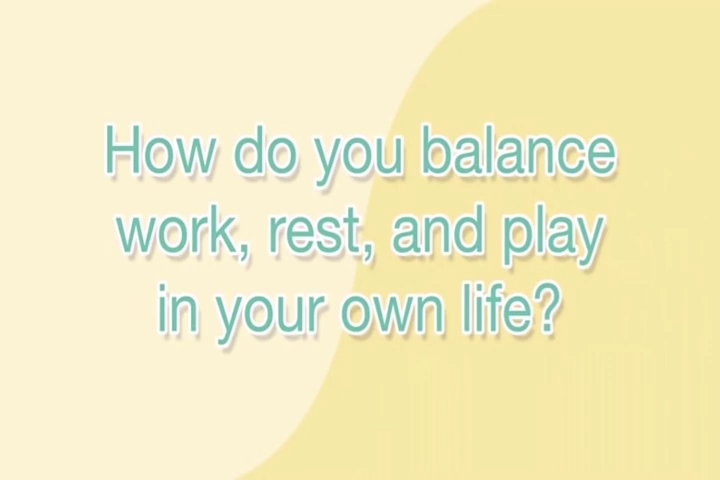 How do you balance
work, rest, and play
in your own life?